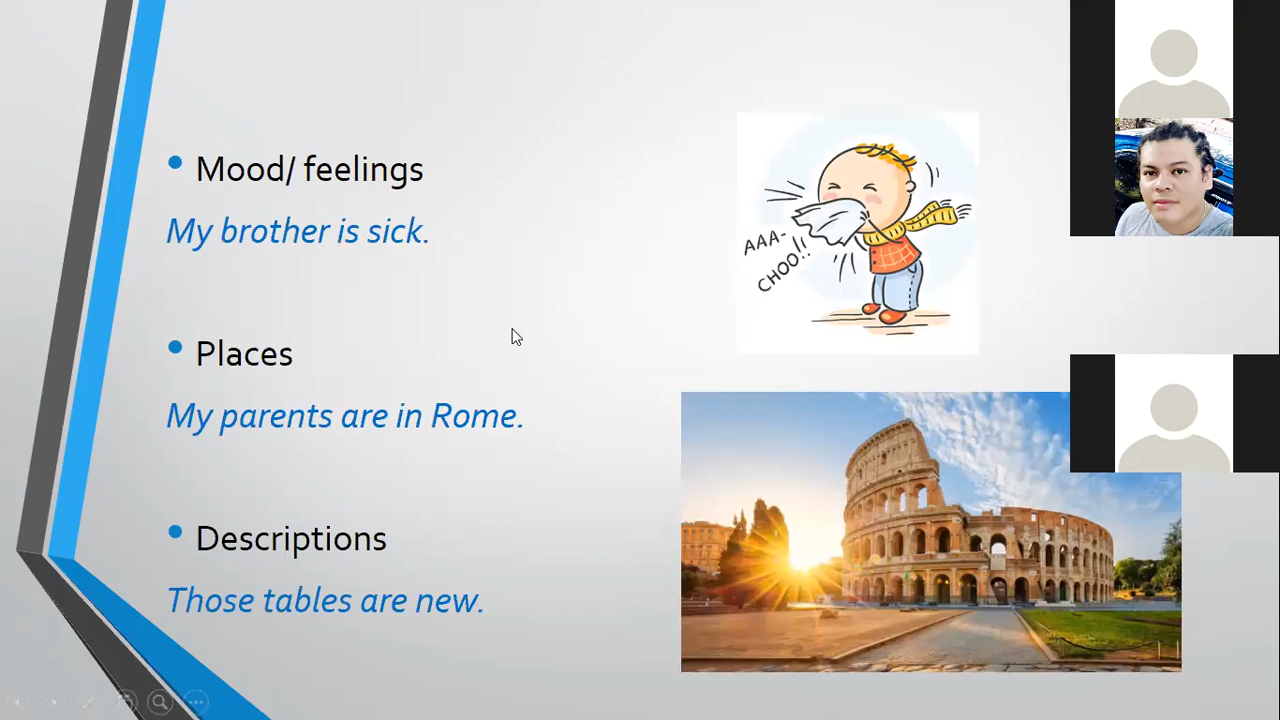 Mood/ feelings
My brother is sick.
AAA-
CHOO!!
Places
My parents are in Rome.
Descriptions
Those tables are new.